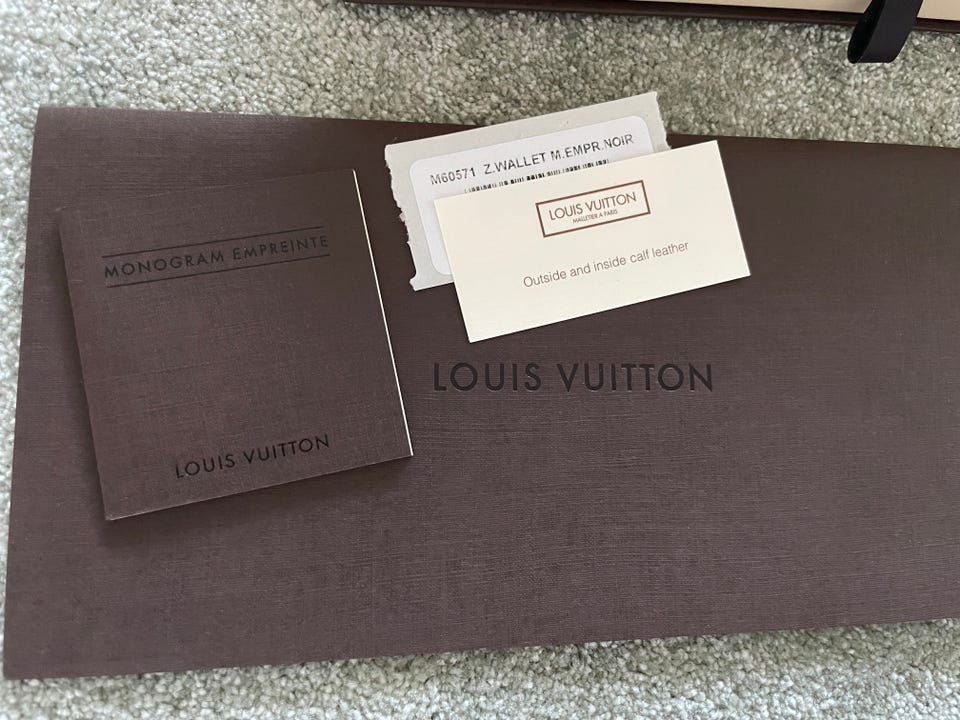 M60571 Z.WALLET M.EMPR.NOIR
LOUIS VUITTON
MALLETIER A PARIS
Outside and inside calf leather
MONOGRAM EMPREINTE
LOUIS VUITTON
LOUIS VUITTON